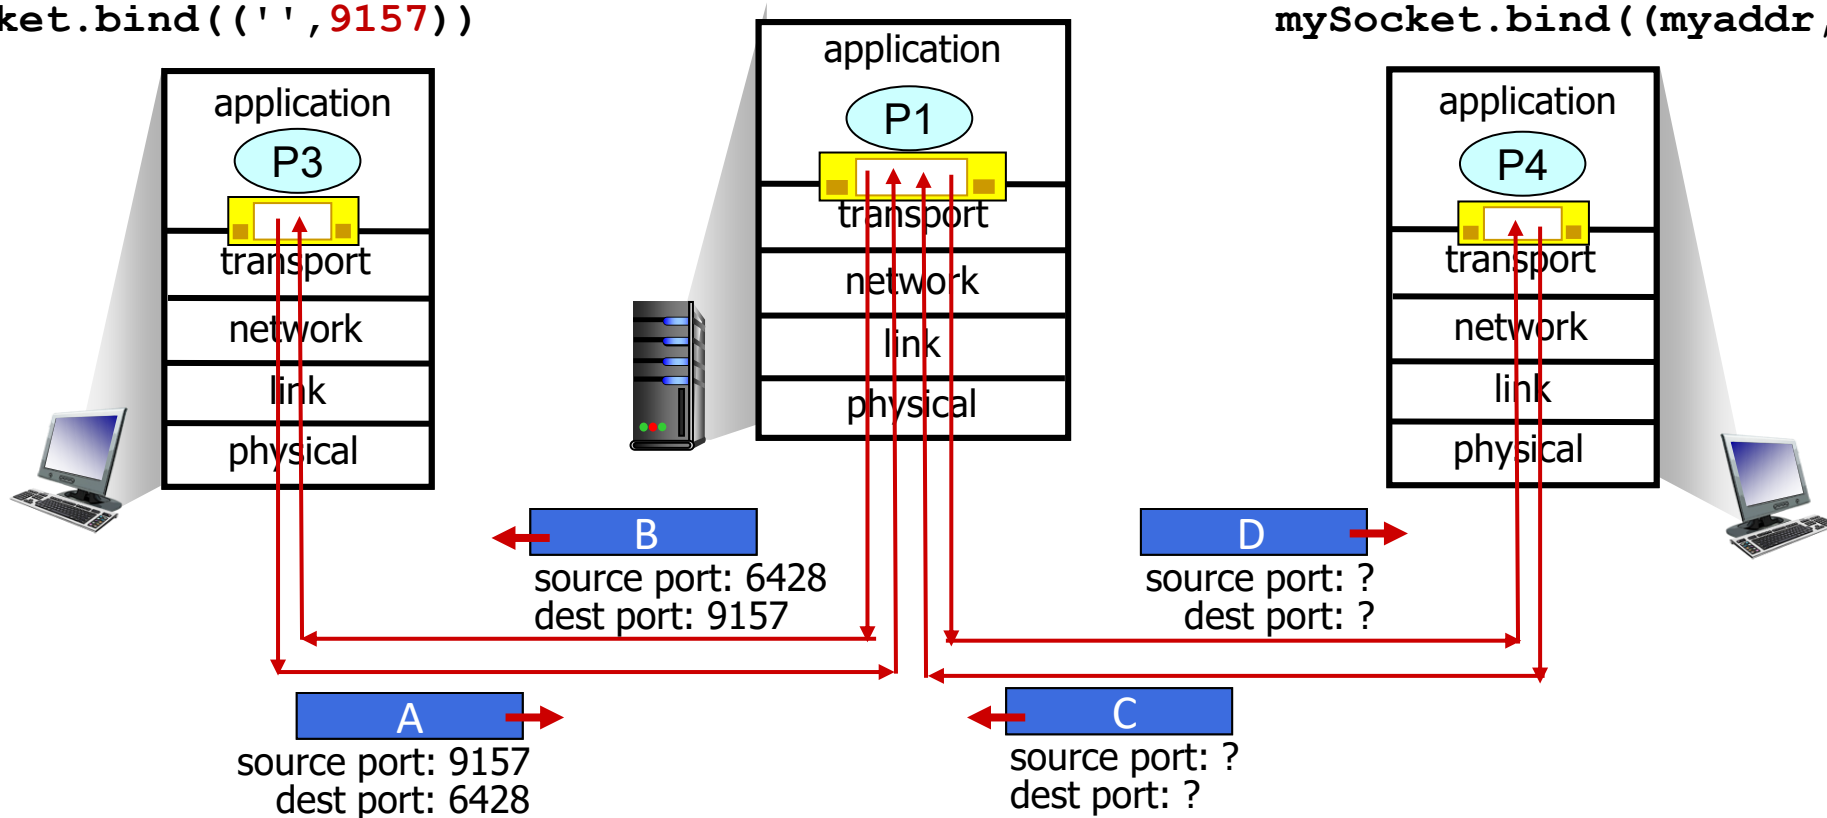 ket.bind(('',9157))
mySocket.bind((myaddr,
application
P3
transport
network
link
physical
application
P1
transport
network
link
physical
application
P4
transport
network
link
physical
B
source port: 6428
dest port: 9157
D
source port: ?
dest port: ?
A
source port: 9157
dest port: 6428
C
source port: ?
dest port: ?